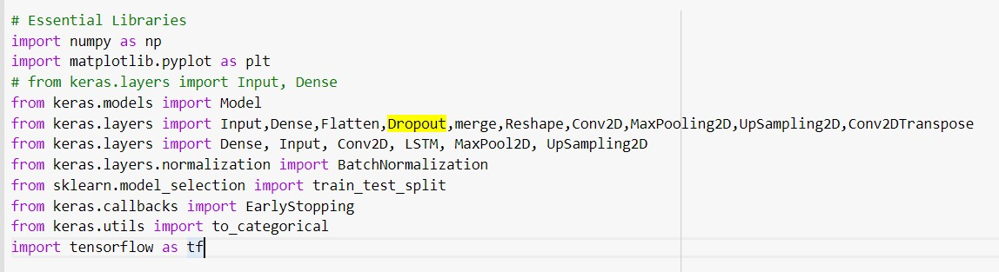 # Essential Libraries
import numpy as np
import matplotlib.pyplot as plt
# from keras.layers import Input, Dense
from keras.models import Model
from keras.layers import Input,Dense,Flatten,Dropout,merge,Reshape,Conv2D,MaxPooling2D,UpSampling2D,Conv2DTranspose
from keras.layers import Dense, Input, Conv2D, LSTM, MaxPool2D, UpSampling2D
from keras.layers.normalization import BatchNormalization
from sklearn.model_selection import train_test_split
from keras.callbacks import EarlyStopping
from keras.utils import to_categorical
import tensorflow as tf